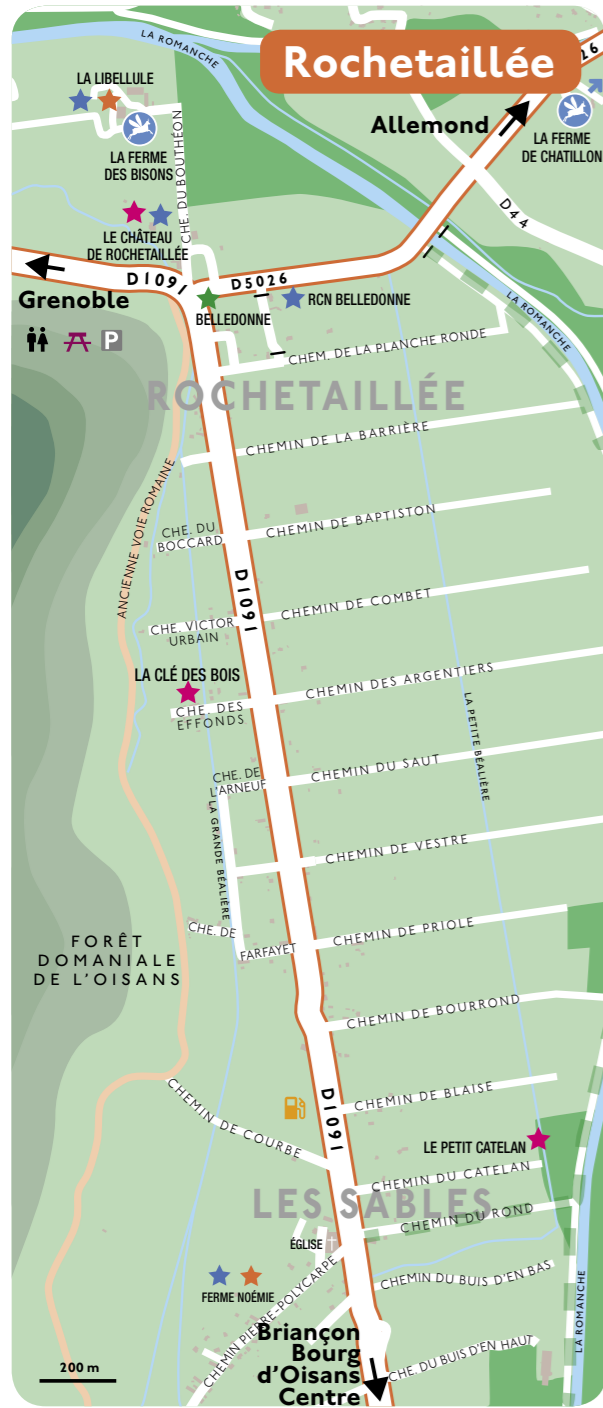 LA ROMANCHE
Rochetaillée
26
LA LIBELLULE
Allemond
LA FERME
DES BISONS
LA FERME
DE CHATILLON
CHE. DU BOUTHÉON
D44
LE CHÂTEAU
DE ROCHETAILLÉE
D1091
Grenoble
D5026
BELLEDONNE
RCN BELLEDONNE
LA ROMANCHE
P
CHEM. DE LA PLANCHE RONDE
ROCHETAILLÉE
CHEMIN DE LA BARRIÈRE
ANCIENNE VOIE ROMAINE
CHE. DU
BOCCARD
CHEMIN DE BAPTISTON
D1091
CHE. VICTOR
URBAIN
CHEMIN DE COMBET
LA CLÉ DES BOIS
CHE. DES
EFFONDS
CHEMIN DES ARGENTIERS
LA PETITE BÉALIÈRE
CHE. DE
L'ARNEUF
CHEMIN DU SAUT
LA GRANDE BÉALIÈRE
CHEMIN DE VESTRE
CHE. DE
FARFAYET
CHEMIN DE PRIOLE
FORÊT
DOMANIALE
DE L'OISANS
CHEMIN DE BOURROND
CHEMIN DE BLAISE
D1091
CHEMIN DE COURBE
LE PETIT CATELAN
CHEMIN DU CATELAN
LES SABLES
CHEMIN DU ROND
ÉGLISE
FERME NOÉMIE
CHEMIN PIERRE-POLYCARPE
CHEMIN DU BUIS D'EN BAS
LA ROMANCHE
Briançon
Bourg
d'Oisans
Centre
CHE. DU BUIS D'EN HAUT
200 m